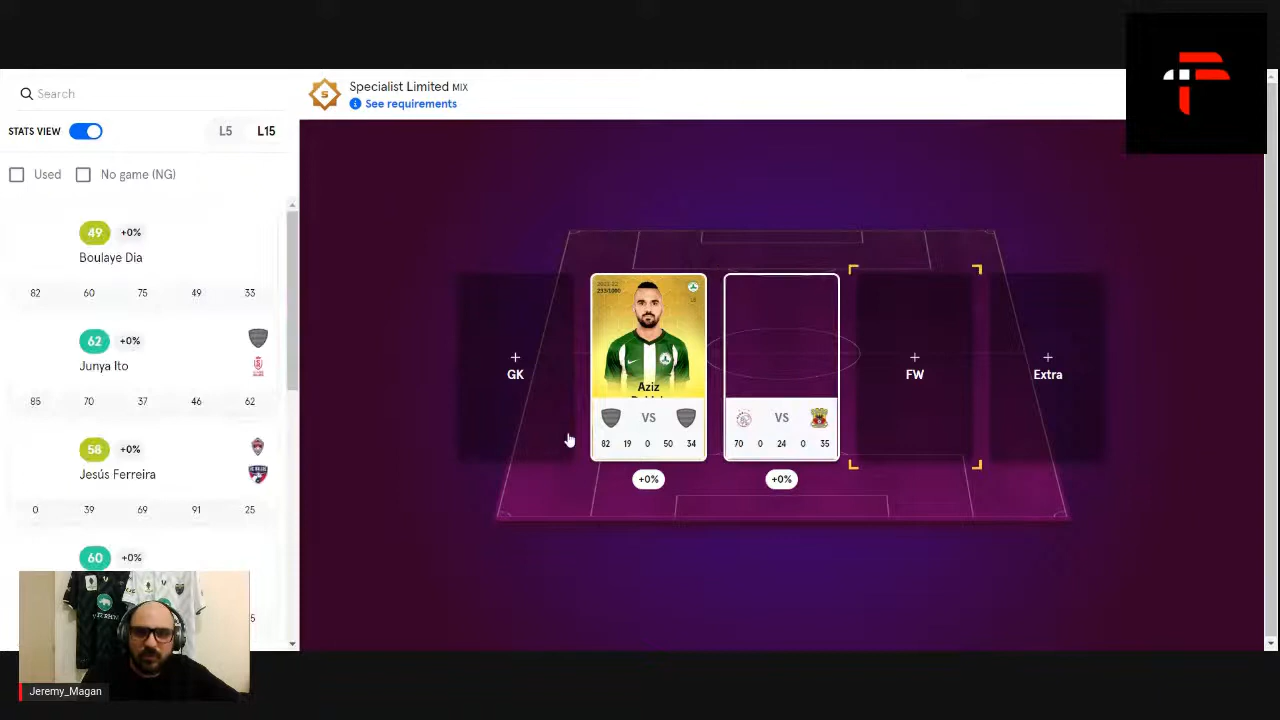 Search
STATS VIEW
L5 L15
Used
No game (NG)
49 +0%
Boulaye Dia
82 60 75 49 33
62 +0%
Junya Ito
85 70 37 46 62
58 +0%
Jesús Ferreira
0 39 69 91 25
60 +0%
5
Jeremy_Magan
S
Specialist Limited MIX
See requirements
+
GK
Aziz
VS
82 19 0 50 34
+0%
VS
70 0 24 0 35
+0%
+
FW
+
Extra